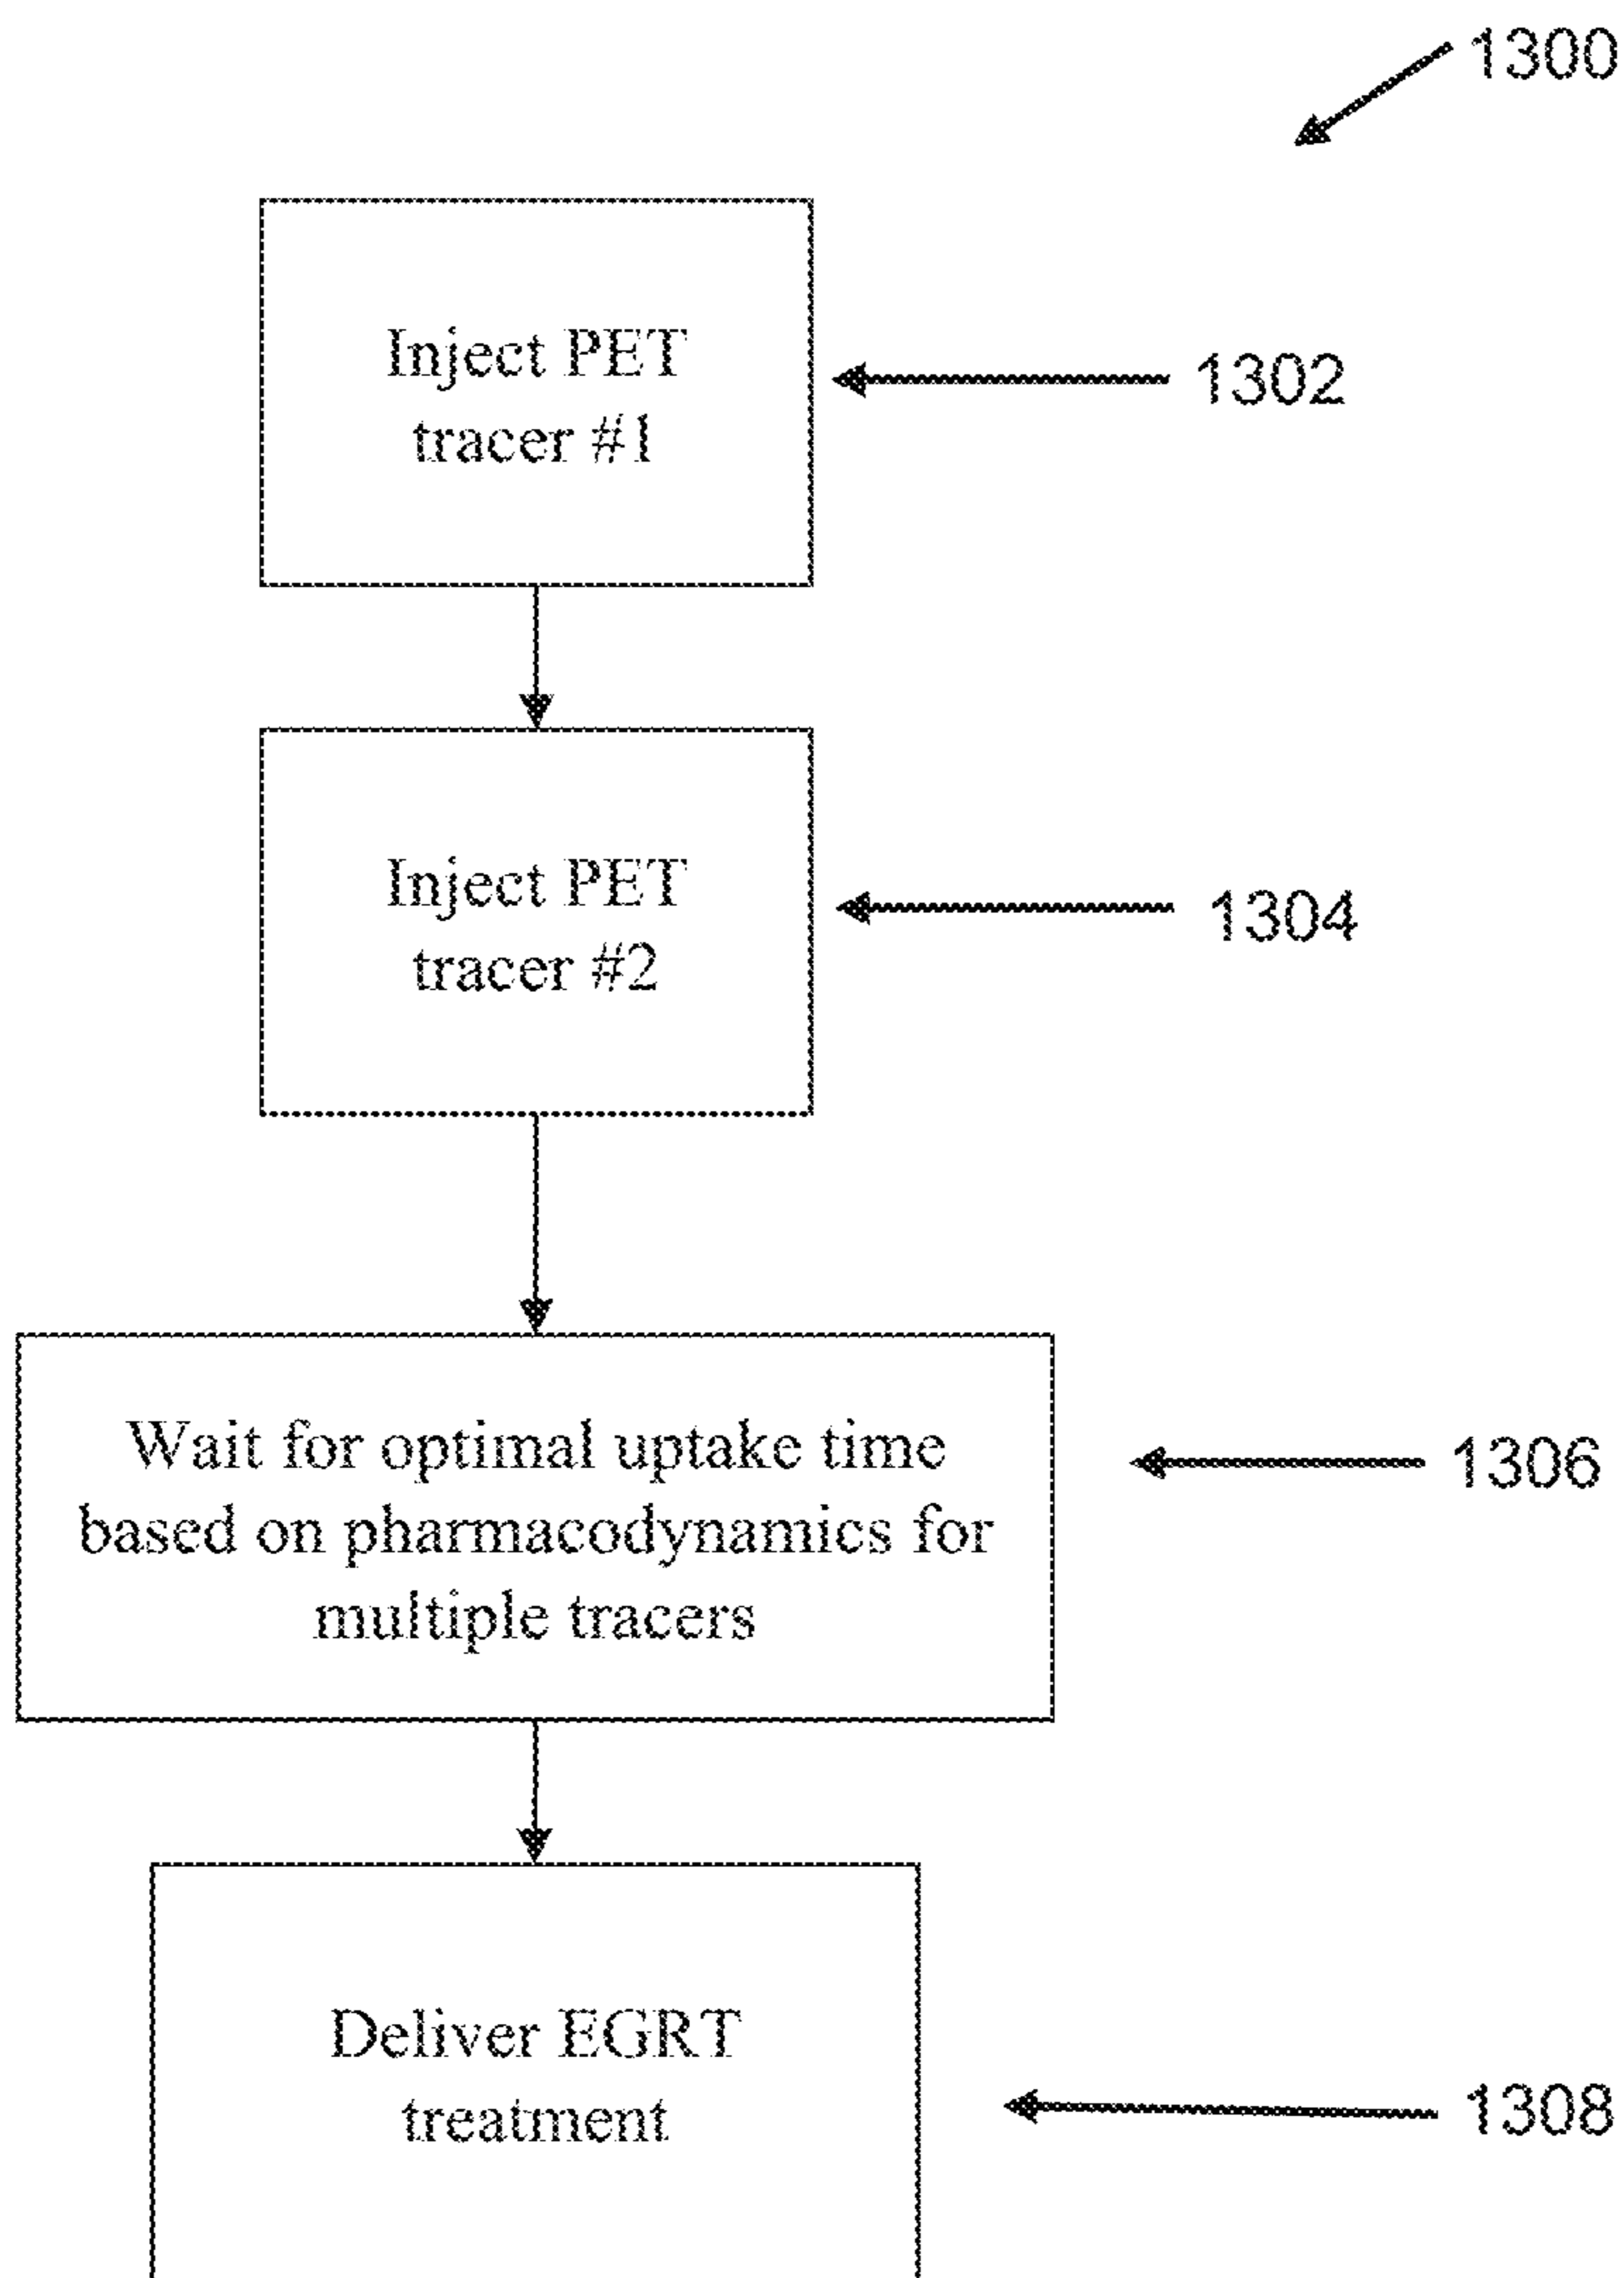 1300
Inject PET
tracer #1
1302
Inject PET
tracer #2
1304
Wait for optimal uptake time
based on pharmacodynamics for
multiple tracers
1306
Deliver EGRT
treatment
1308